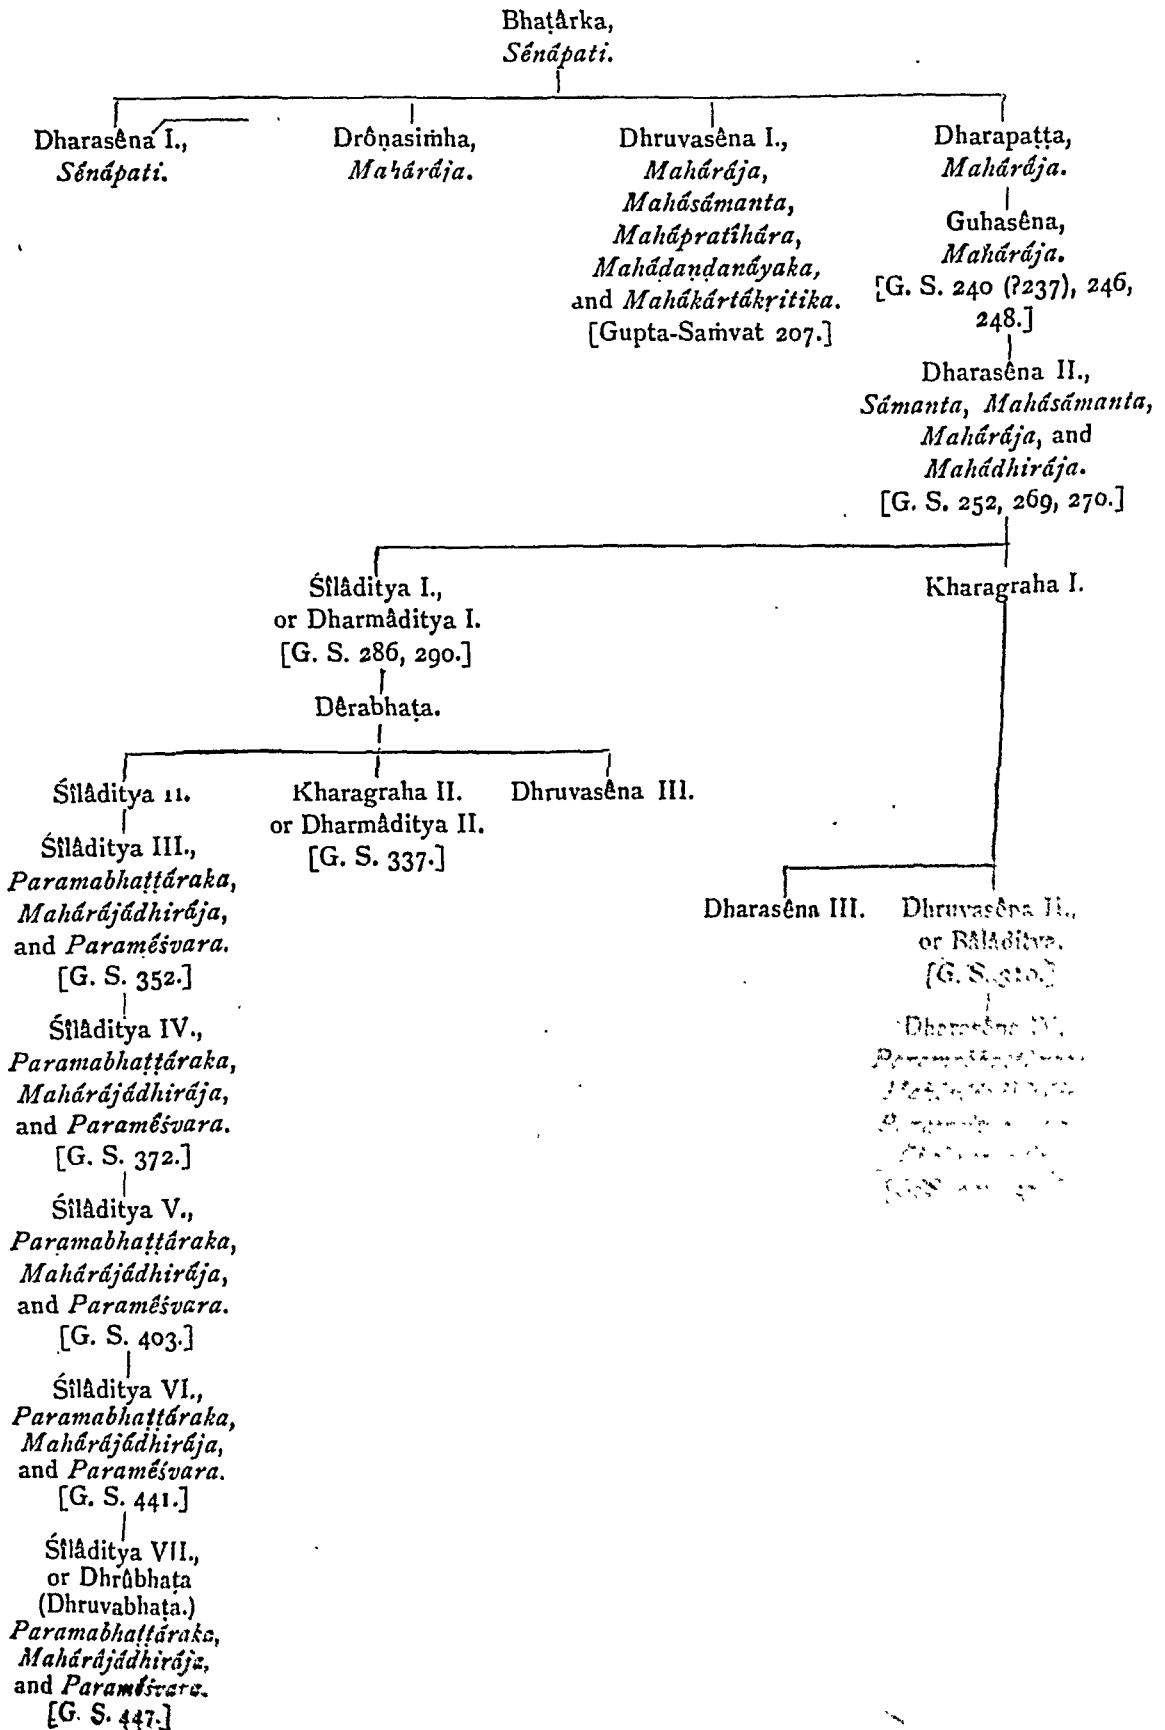 Bhaṭârka,
Sênâpati.
Dharasêna I.,
Sênâpati.
Drôṇasiṁha,
Mahârâja.
Dhruvasêna I.,
Mahârâja,
Mahâsâmanta,
Mahâpratîhâra,
Mahâdaṇḍanâyaka,
and Mahâkârtâkṛitika.
[Gupta-Saṁvat 207.]
Dharapaṭṭa,
Mahârâja.
Guhasêna,
Mahârâja.
[G. S. 240 (?237), 246,
248.]
Dharasêna II.,
Sâmanta, Mahâsâmanta,
Mahârâja, and
Mahâdhirâja.
[G. S. 252, 269, 270.]
Śîlâditya I.,
or Dharmâditya I.
[G. S. 286, 290.]
Kharagraha I.
Dêrabhaṭa.
Śîlâditya II.
Kharagraha II.
or Dharmâditya II.
[G. S. 337.]
Dhruvasêna III.
Śîlâditya III.,
Paramabhaṭṭâraka,
Mahârâjâdhirâja,
and Paramêśvara.
[G. S. 352.]
Dharasêna III.
Dhruvasêna II.,
or Bâlâditya.
[G. S. 310.]
Śîlâditya IV.,
Paramabhaṭṭâraka,
Mahârâjâdhirâja,
and Paramêśvara.
[G. S. 372.]
Dharasêna IV.
Śîlâditya V.,
Paramabhaṭṭâraka,
Mahârâjâdhirâja,
and Paramêśvara.
[G. S. 403.]
Śîlâditya VI.,
Paramabhaṭṭâraka,
Mahârâjâdhirâja,
and Paramêśvara.
[G. S. 441.]
Śîlâditya VII.,
or Dhrûbhaṭa
(Dhruvabhaṭa.)
Paramabhaṭṭâraka,
Mahârâjâdhirâja,
and Paramêśvara.
[G. S. 447.]